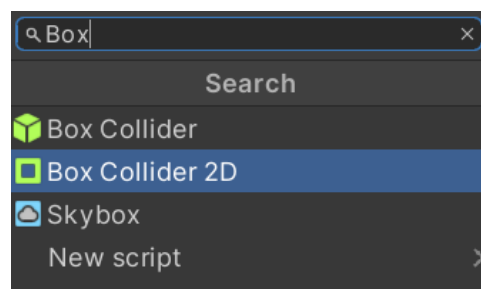 Box
Search
Box Collider
Box Collider 2D
Skybox
New script